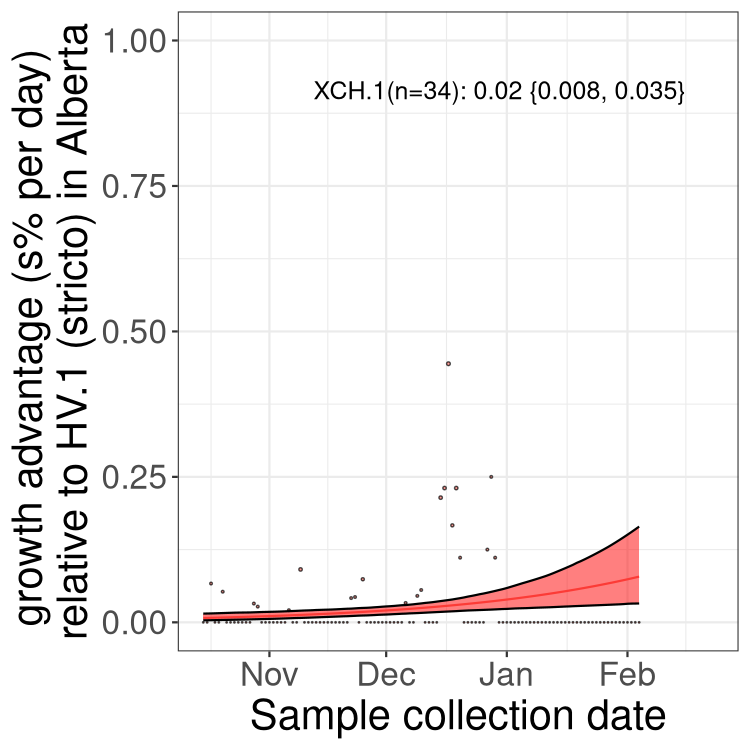 growth advantage (s% per day)
relative to HV.1 (stricto) in Alberta
1.00
0.75
0.50
0.25
0.00
XCH.1(n=34): 0.02 {0.008, 0.035}
Nov Dec Jan Feb
Sample collection date